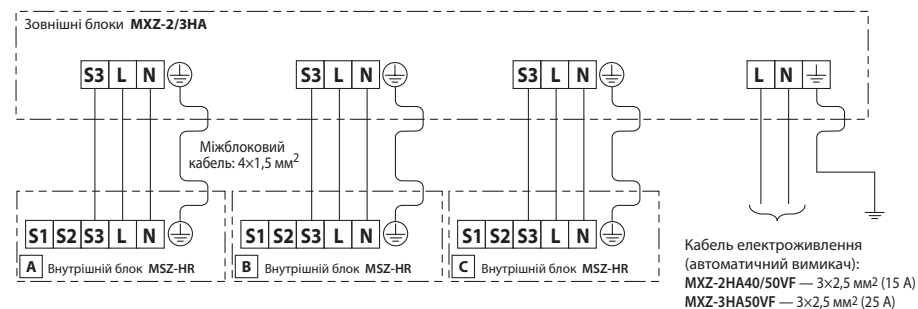 Зовнішні блоки MXZ-2/3HA
S3 L N
S3 L N
S3 L N
L N
Міжблоковий
кабель: 4×1,5 мм²
S1 S2 S3 L N
S1 S2 S3 L N
S1 S2 S3 L N
A Внутрішній блок MSZ-HR
B Внутрішній блок MSZ-HR
C Внутрішній блок MSZ-HR
Кабель електроживлення
(автоматичний вимикач):
MXZ-2HA40/50VF — 3×2,5 мм² (15 А)
MXZ-3HA50VF — 3×2,5 мм² (25 А)